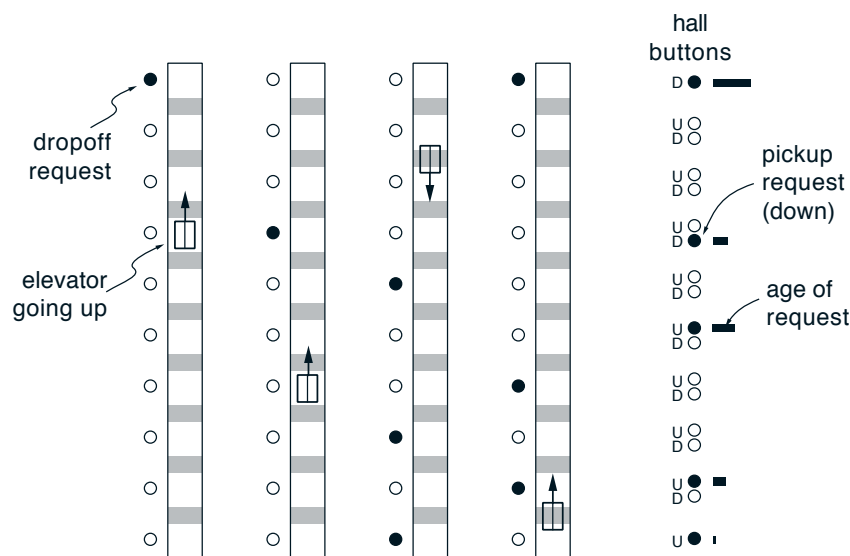 hall
buttons
D
dropoff
request
U
D
U
D
pickup
request
(down)
U
D
elevator
going up
U
D
age of
request
U
D
U
D
U
D
U
D
U